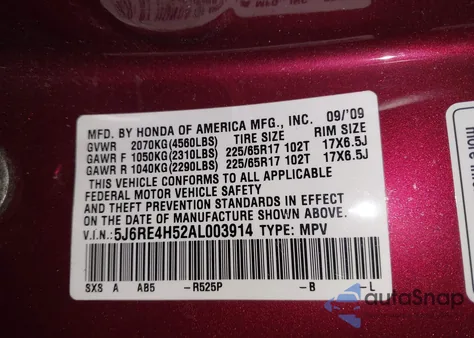 MFD. BY HONDA OF AMERICA MFG., INC. 09/'09
GVWR 2070KG(4560LBS) TIRE SIZE RIM SIZE
GAWR F 1050KG(2310LBS) 225/65R17 102T 17X6.5J
GAWR R 1040KG(2290LBS) 225/65R17 102T 17X6.5J
THIS VEHICLE CONFORMS TO ALL APPLICABLE
FEDERAL MOTOR VEHICLE SAFETY
AND THEFT PREVENTION STANDARDS IN EFFECT
ON THE DATE OF MANUFACTURE SHOWN ABOVE.
V.I.N.: 5J6RE4H52AL003914 TYPE: MPV
SXS A A85 -R525P -B -L
autoSnap